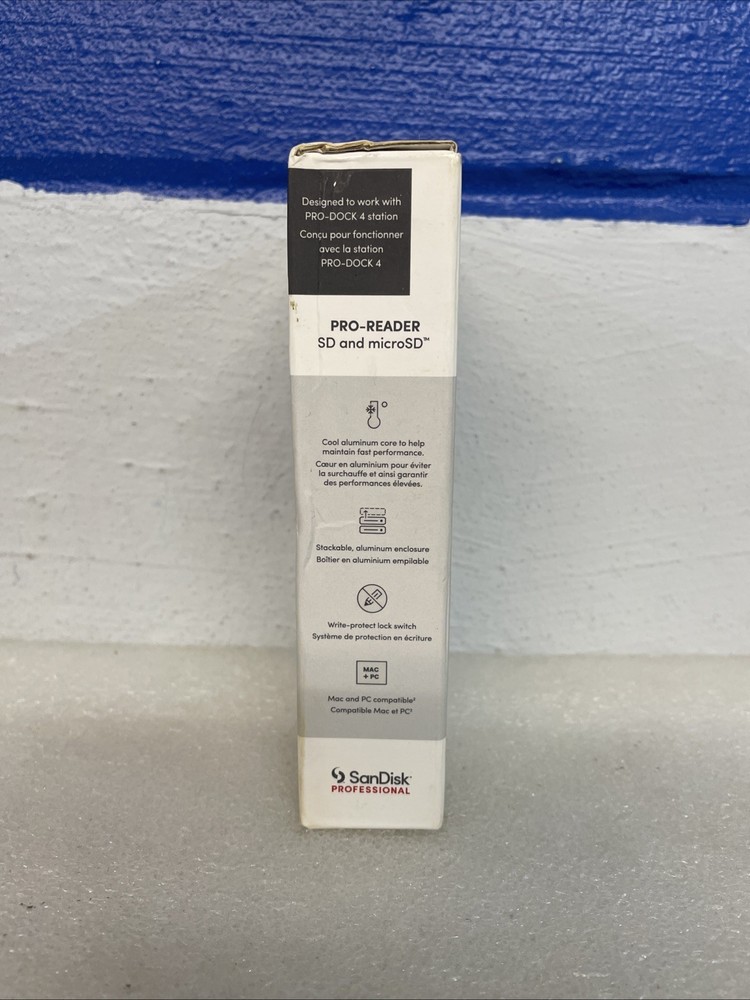 Designed to work with
PRO-DOCK 4 station
Conçu pour fonctionner
avec la station
PRO-DOCK 4
PRO-READER
SD and microSD™
Cool aluminum core to help
maintain fast performance.
Cœur en aluminium pour éviter
la surchauffe et ainsi garantir
des performances élevées.
Stackable, aluminum enclosure
Boîtier en aluminium empilable
Write-protect lock switch
Système de protection en écriture
MAC
+ PC
Mac and PC compatible²
Compatible Mac et PC²
SanDisk
PROFESSIONAL